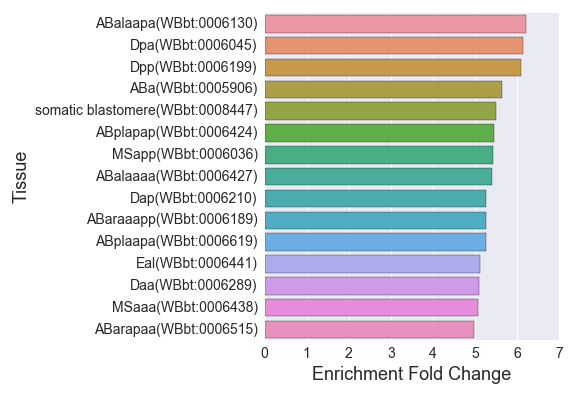 ABalaapa(WBbt:0006130)
Dpa(WBbt:0006045)
Dpp(WBbt:0006199)
ABa(WBbt:0005906)
somatic blastomere(WBbt:0008447)
ABplapap(WBbt:0006424)
MSapp(WBbt:0006036)
ABalaaaa(WBbt:0006427)
Dap(WBbt:0006210)
ABaraaapp(WBbt:0006189)
ABplaapa(WBbt:0006619)
Eal(WBbt:0006441)
Daa(WBbt:0006289)
MSaaa(WBbt:0006438)
ABarapaa(WBbt:0006515)
Tissue
0 1 2 3 4 5 6 7
Enrichment Fold Change